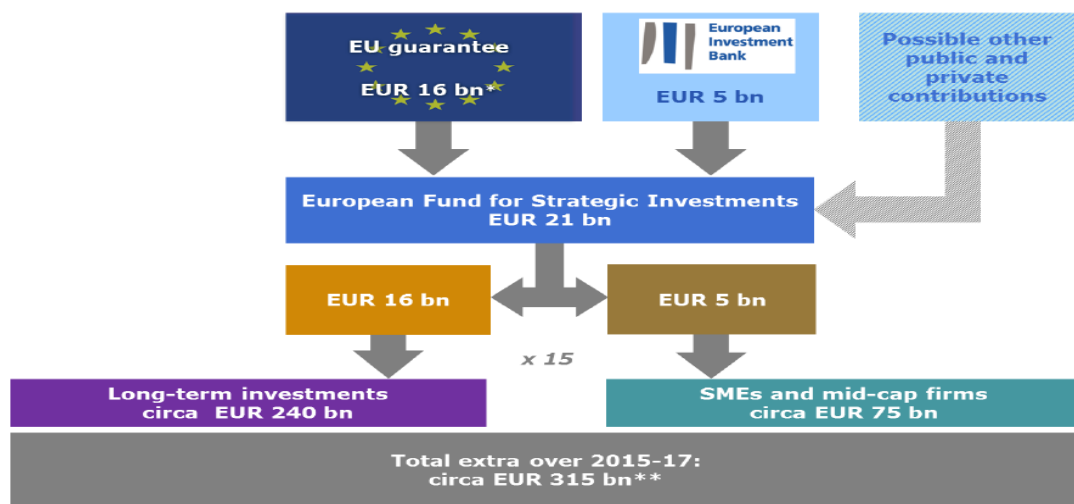 EU guarantee
EUR 16 bn*
European
Investment
Bank
EUR 5 bn
Possible other
public and
private
contributions
European Fund for Strategic Investments
EUR 21 bn
EUR 16 bn
EUR 5 bn
x 15
Long-term investments
circa EUR 240 bn
SMEs and mid-cap firms
circa EUR 75 bn
Total extra over 2015-17:
circa EUR 315 bn**